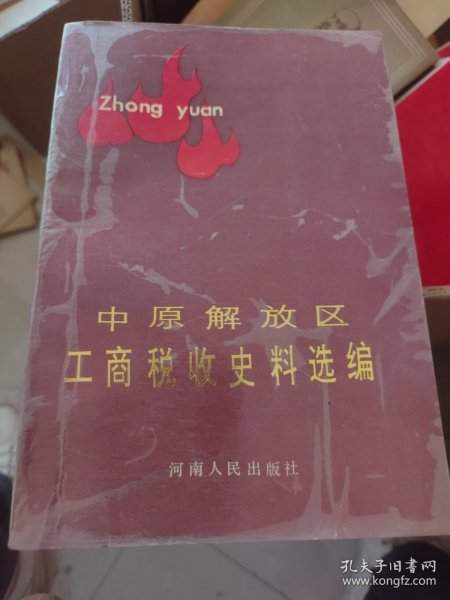 Zhong yuan
中原解放区
工商税收史料选编
河南人民出版社
孔夫子旧书网
www.kongfz.com